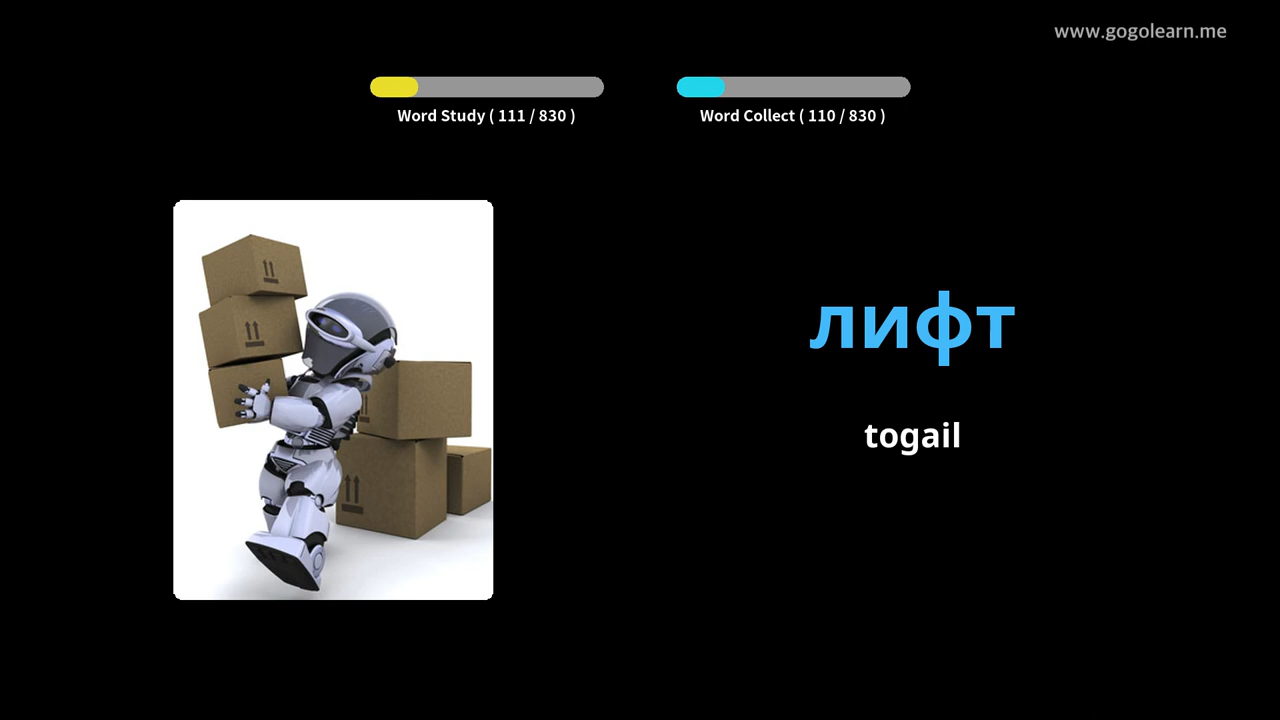 www.gogolearn.me
Word Study ( 111 / 830 )
Word Collect ( 110 / 830 )
лифт
togail